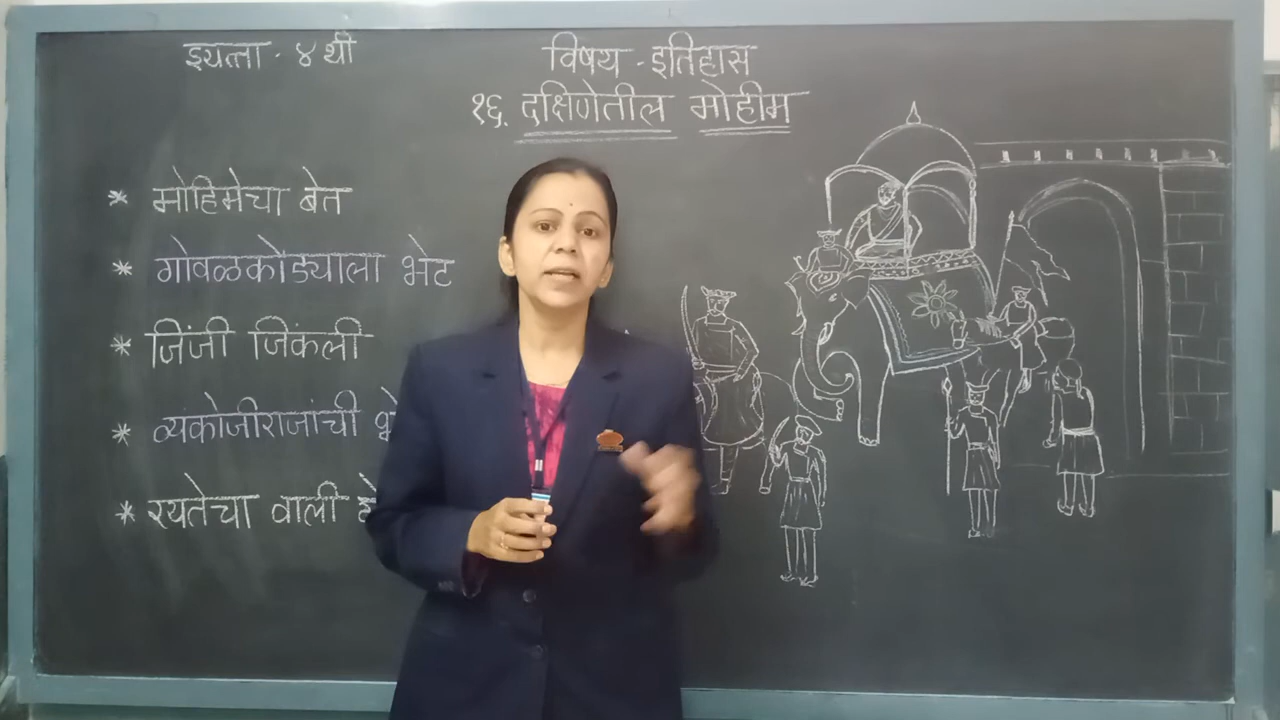 इयत्ता - ४ थी
विषय - इतिहास
१६. दक्षिणेतील मोहीम
* मोहिमेचा बेत
* गोवळकोंड्याला भेट
* जिंजी जिंकली
* व्यंकोजीराजांची
* रयतेचा वाली